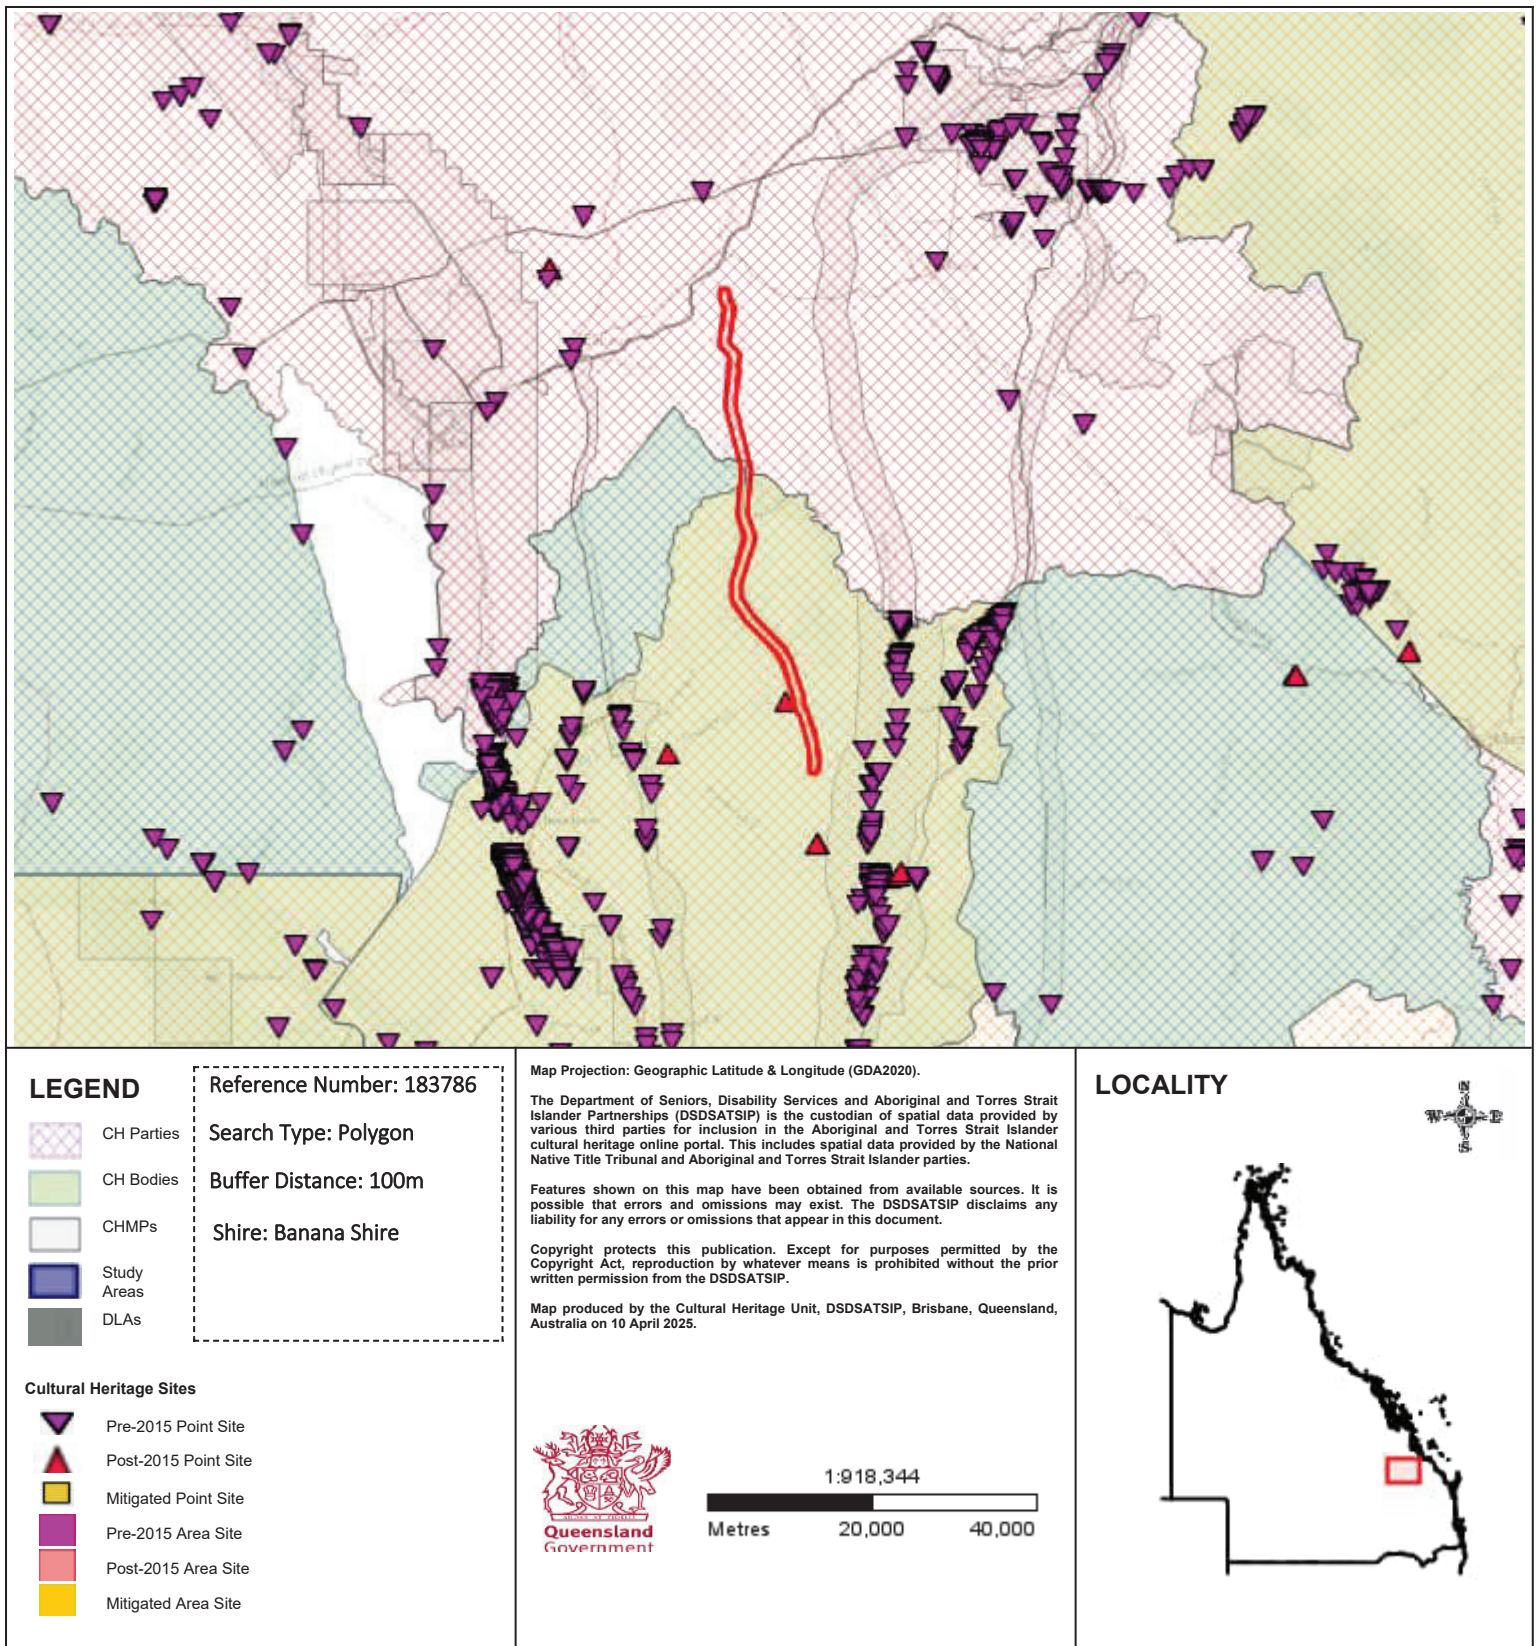 LEGEND
CH Parties
CH Bodies
CHMPs
Study
Areas
DLAs
Reference Number: 183786
Search Type: Polygon
Buffer Distance: 100m
Shire: Banana Shire
Cultural Heritage Sites
Pre-2015 Point Site
Post-2015 Point Site
Mitigated Point Site
Pre-2015 Area Site
Post-2015 Area Site
Mitigated Area Site
Map Projection: Geographic Latitude & Longitude (GDA2020).
The Department of Seniors, Disability Services and Aboriginal and Torres Strait
Islander Partnerships (DSDSATSIP) is the custodian of spatial data provided by
various third parties for inclusion in the Aboriginal and Torres Strait Islander
cultural heritage online portal. This includes spatial data provided by the National
Native Title Tribunal and Aboriginal and Torres Strait Islander parties.
Features shown on this map have been obtained from available sources. It is
possible that errors and omissions may exist. The DSDSATSIP disclaims any
liability for any errors or omissions that appear in this document.
Copyright protects this publication. Except for purposes permitted by the
Copyright Act, reproduction by whatever means is prohibited without the prior
written permission from the DSDSATSIP.
Map produced by the Cultural Heritage Unit, DSDSATSIP, Brisbane, Queensland,
Australia on 10 April 2025.
Queensland
Government
1:918,344
Metres 20,000 40,000
LOCALITY
N
W E
S